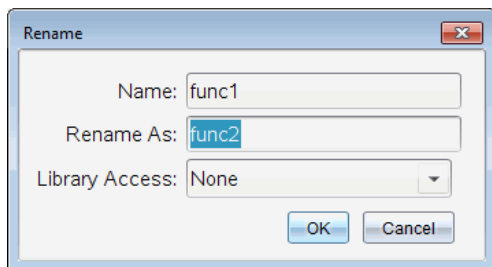 Rename
Name: func1
Rename As: func2
Library Access: None
OK Cancel